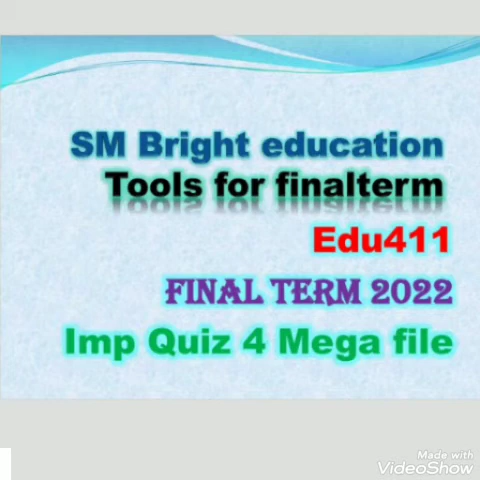 SM Bright education
Tools for finalterm
Edu411
FINAL TERM 2022
Imp Quiz 4 Mega file
Made with
VideoShow